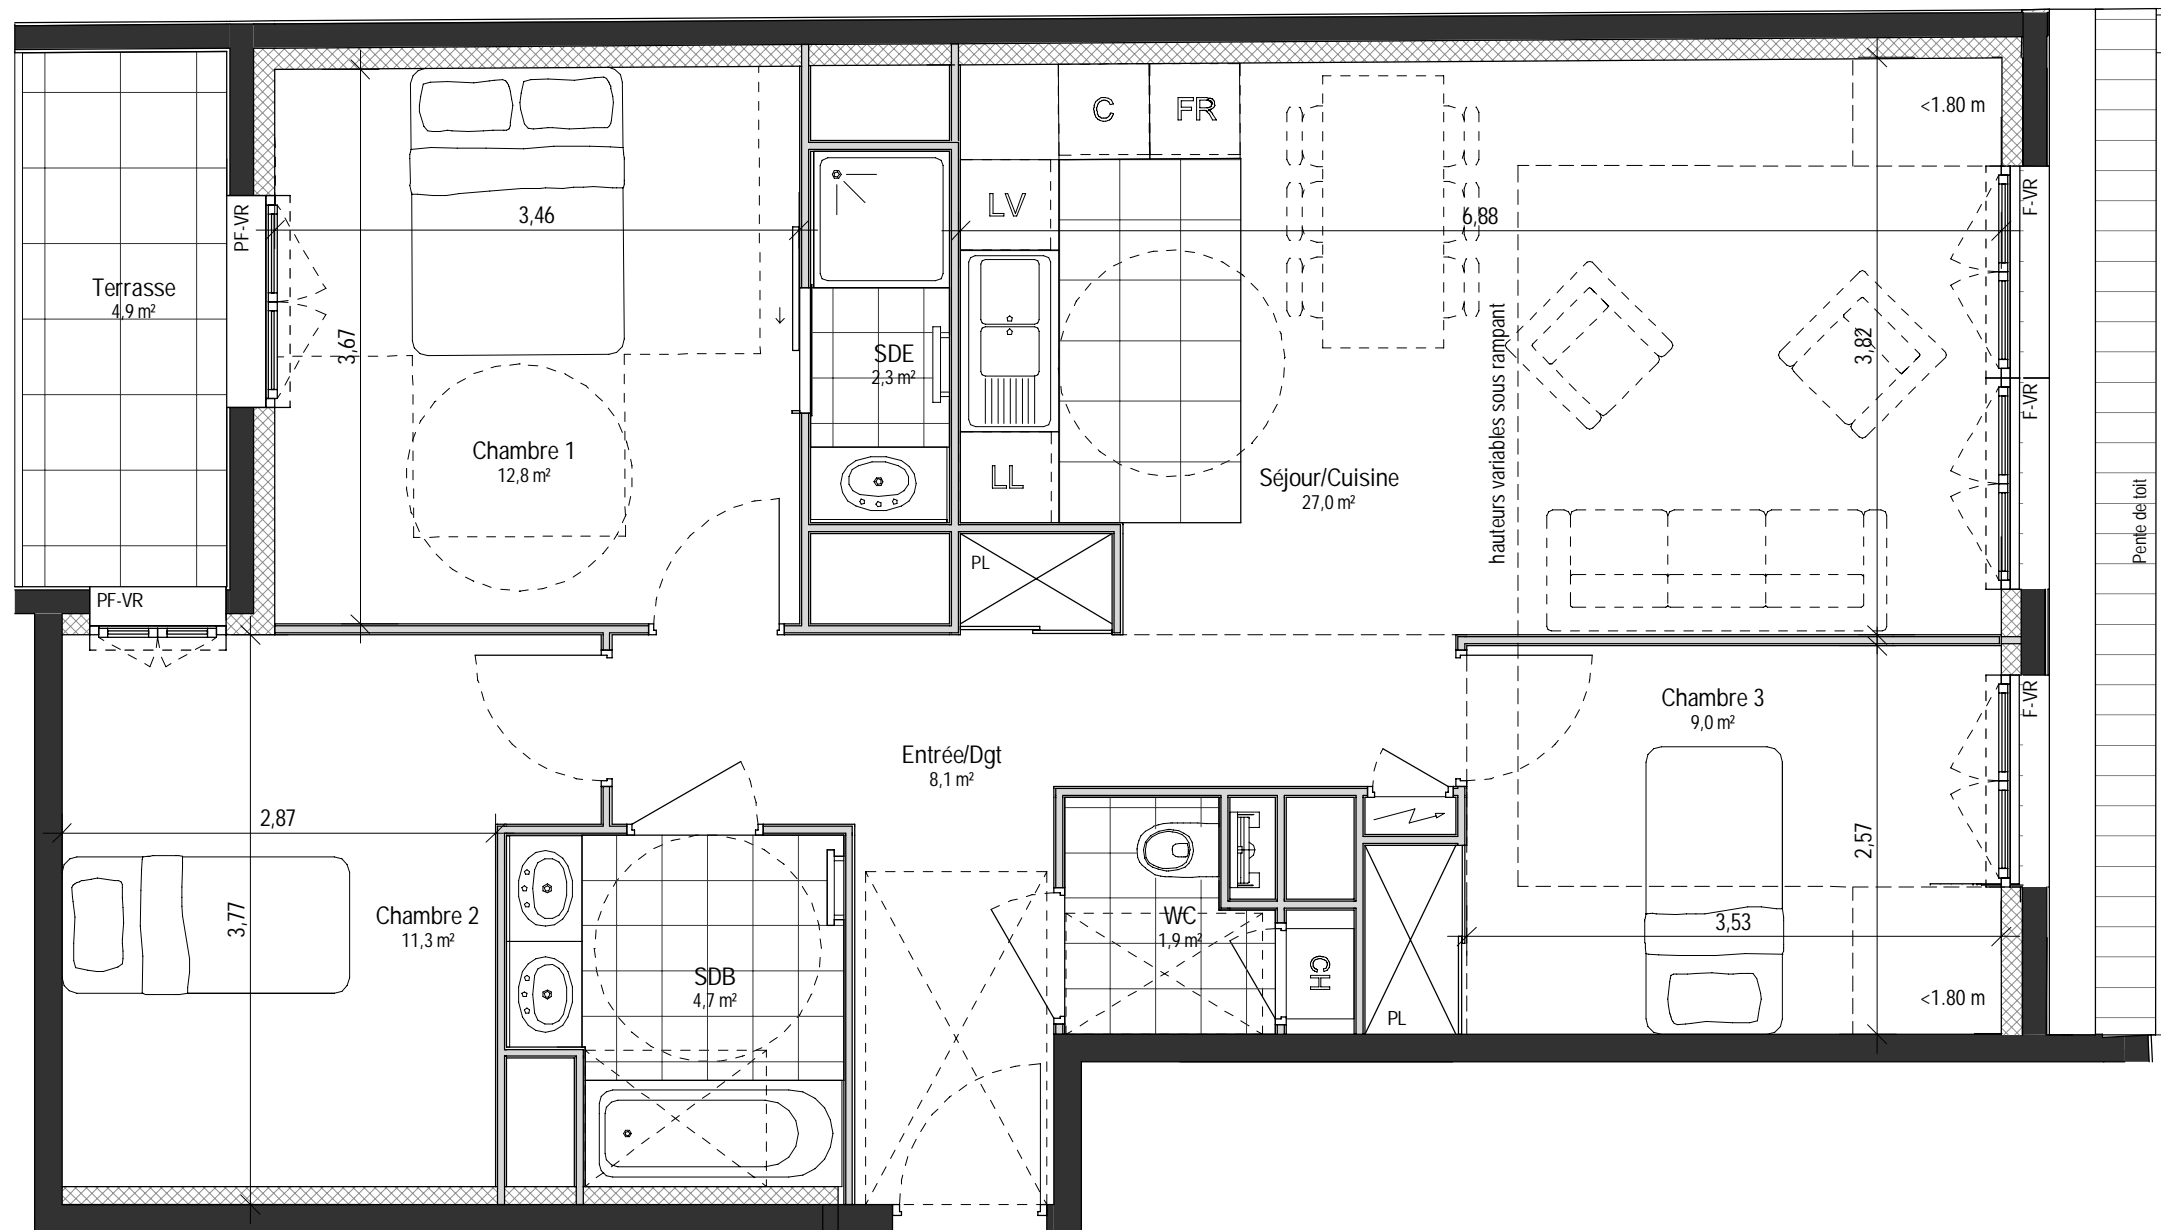 C
FR
<1.80 m
LV
PF-VR
3,46
6,88
F-VR
Terrasse
4,9 m²
3,67
SDE
2,3 m²
hauteurs variables sous rampant
3,82
F-VR
Chambre 1
12,8 m²
LL
Séjour/Cuisine
27,0 m²
Pente de toit
PL
PF-VR
Chambre 3
9,0 m²
F-VR
Entrée/Dgt
8,1 m²
2,87
2,57
Chambre 2
11,3 m²
3,77
WC
1,9 m²
3,53
SDB
4,7 m²
CH
PL
<1.80 m